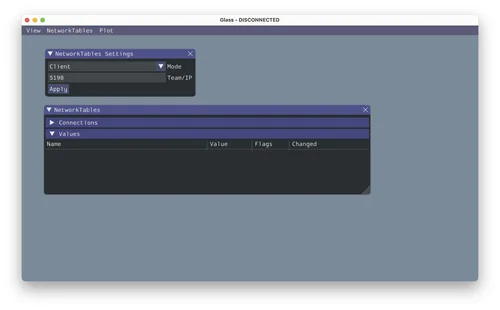 Glass - DISCONNECTED
View NetworkTables Plot
NetworkTables Settings
Client Mode
5190 Team/IP
Apply
NetworkTables
Connections
Values
Name Value Flags Changed